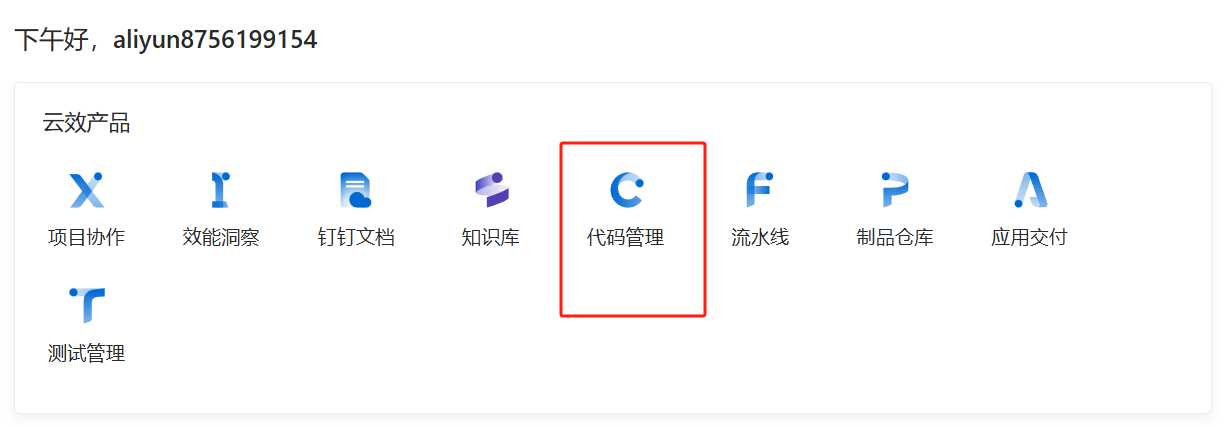 下午好，aliyun8756199154
云效产品
项目协作 效能洞察 钉钉文档 知识库 代码管理 流水线 制品仓库 应用交付
测试管理